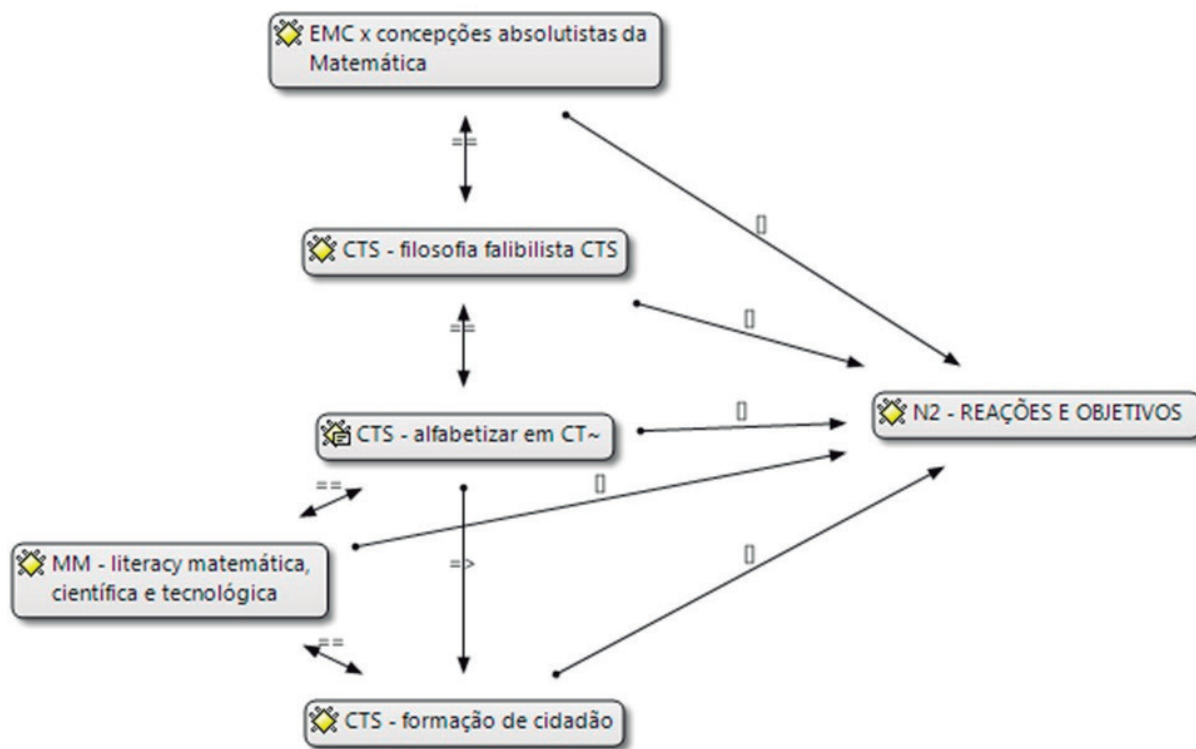 EMC x concepções absolutistas da
Matemática
==
[]
CTS - filosofia falibilista CTS
[]
==
N2 - REAÇÕES E OBJETIVOS
[]
CTS - alfabetizar em CT~
==
[]
MM - literacy matemática,
científica e tecnológica
=>
[]
==
CTS - formação de cidadão